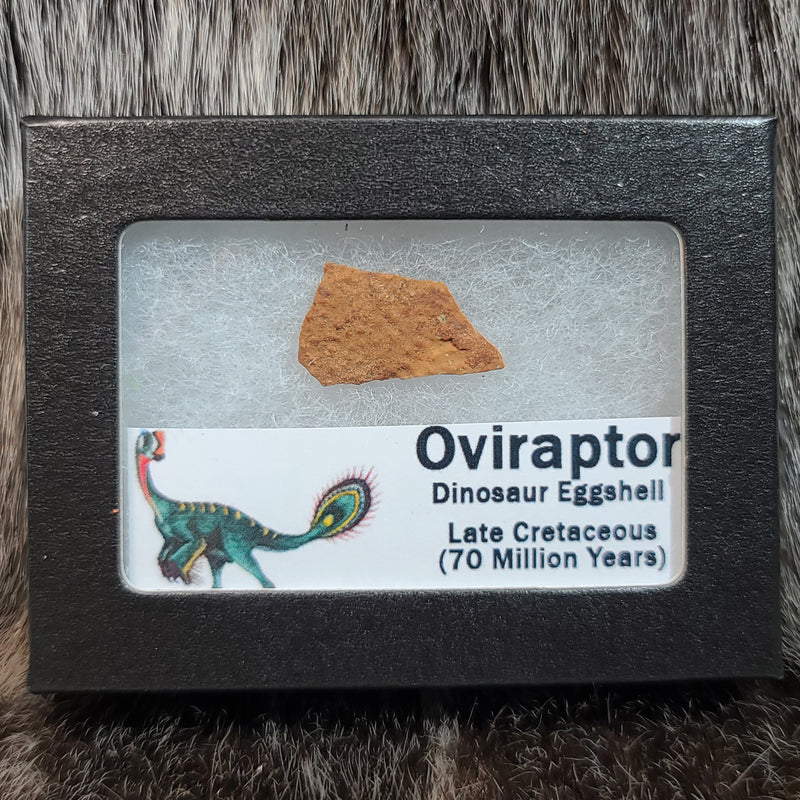 Oviraptor
Dinosaur Eggshell
Late Cretaceous
(70 Million Years)